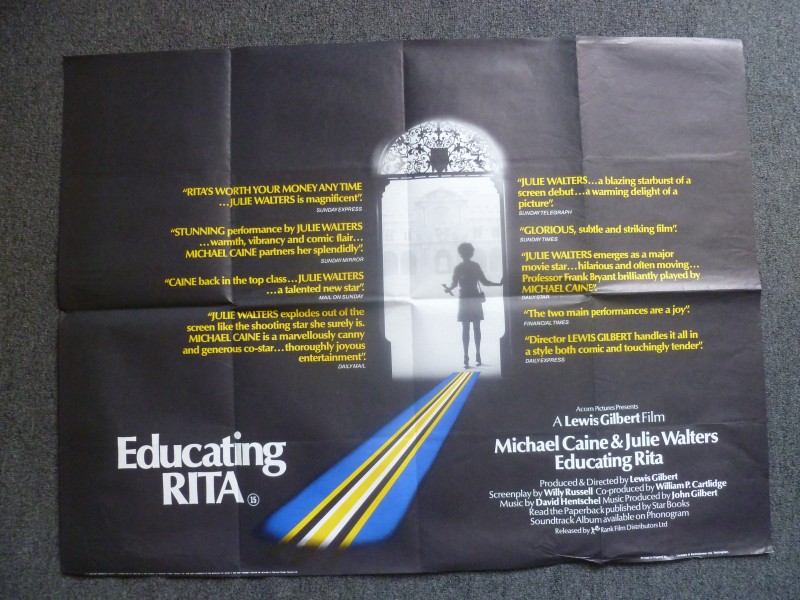 “RITA’S WORTH YOUR MONEY ANY TIME
...JULIE WALTERS is magnificent”.
SUNDAY EXPRESS
“STUNNING performance by JULIE WALTERS
...warmth, vibrancy and comic flair...
MICHAEL CAINE partners her splendidly”.
SUNDAY MIRROR
“CAINE back in the top class...JULIE WALTERS
...a talented new star”.
MAIL ON SUNDAY
“JULIE WALTERS explodes out of the
screen like the shooting star she surely is.
MICHAEL CAINE is a marvellously canny
and generous co-star...thoroughly joyous
entertainment”.
DAILY MAIL
“JULIE WALTERS...a blazing starburst of a
screen debut...a warming delight of a
picture”.
SUNDAY TELEGRAPH
“GLORIOUS, subtle and striking film”.
SUNDAY TIMES
“JULIE WALTERS emerges as a major
movie star...hilarious and often moving...
Professor Frank Bryant brilliantly played by
MICHAEL CAINE”.
DAILY STAR
“The two main performances are a joy”.
FINANCIAL TIMES
“Director LEWIS GILBERT handles it all in
a style both comic and touchingly tender”.
DAILY EXPRESS
Educating
RITA 15
Acorn Pictures Presents
A Lewis Gilbert Film
Michael Caine & Julie Walters
Educating Rita
Produced & Directed by Lewis Gilbert
Screenplay by Willy Russell Co-produced by William P. Cartlidge
Music by David Hentschel Music Produced by John Gilbert
Read the Paperback published by Star Books
Soundtrack Album available on Phonogram
Released by Rank Film Distributors Ltd